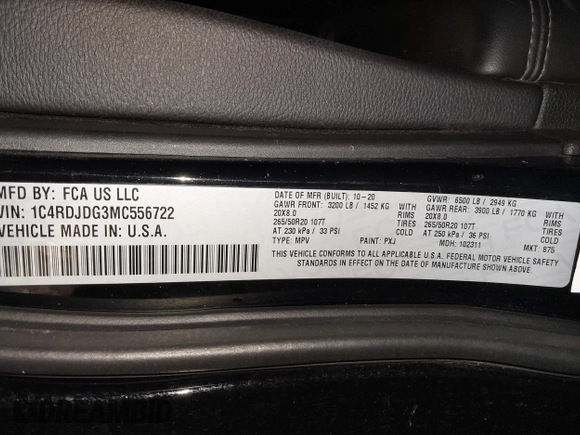 MFD BY: FCA US LLC
VIN: 1C4RDJDG3MC556722
VEHICLE MADE IN: U.S.A.
DATE OF MFR (BUILT): 10-20
GAWR FRONT: 3200 LB / 1452 KG WITH
20X8.0 RIMS
265/50R20 107T TIRES
AT 230 kPa / 33 PSI COLD
TYPE: MPV PAINT: PXJ
GVWR: 6500 LB / 2949 KG
GAWR REAR: 3900 LB / 1770 KG WITH
20X8.0 RIMS
265/50R20 107T TIRES
AT 250 kPa / 36 PSI COLD
MDH: 102311 MKT: 875
THIS VEHICLE CONFORMS TO ALL APPLICABLE U.S.A. FEDERAL MOTOR VEHICLE SAFETY
STANDARDS IN EFFECT ON THE DATE OF MANUFACTURE SHOWN ABOVE.
DREAMBID